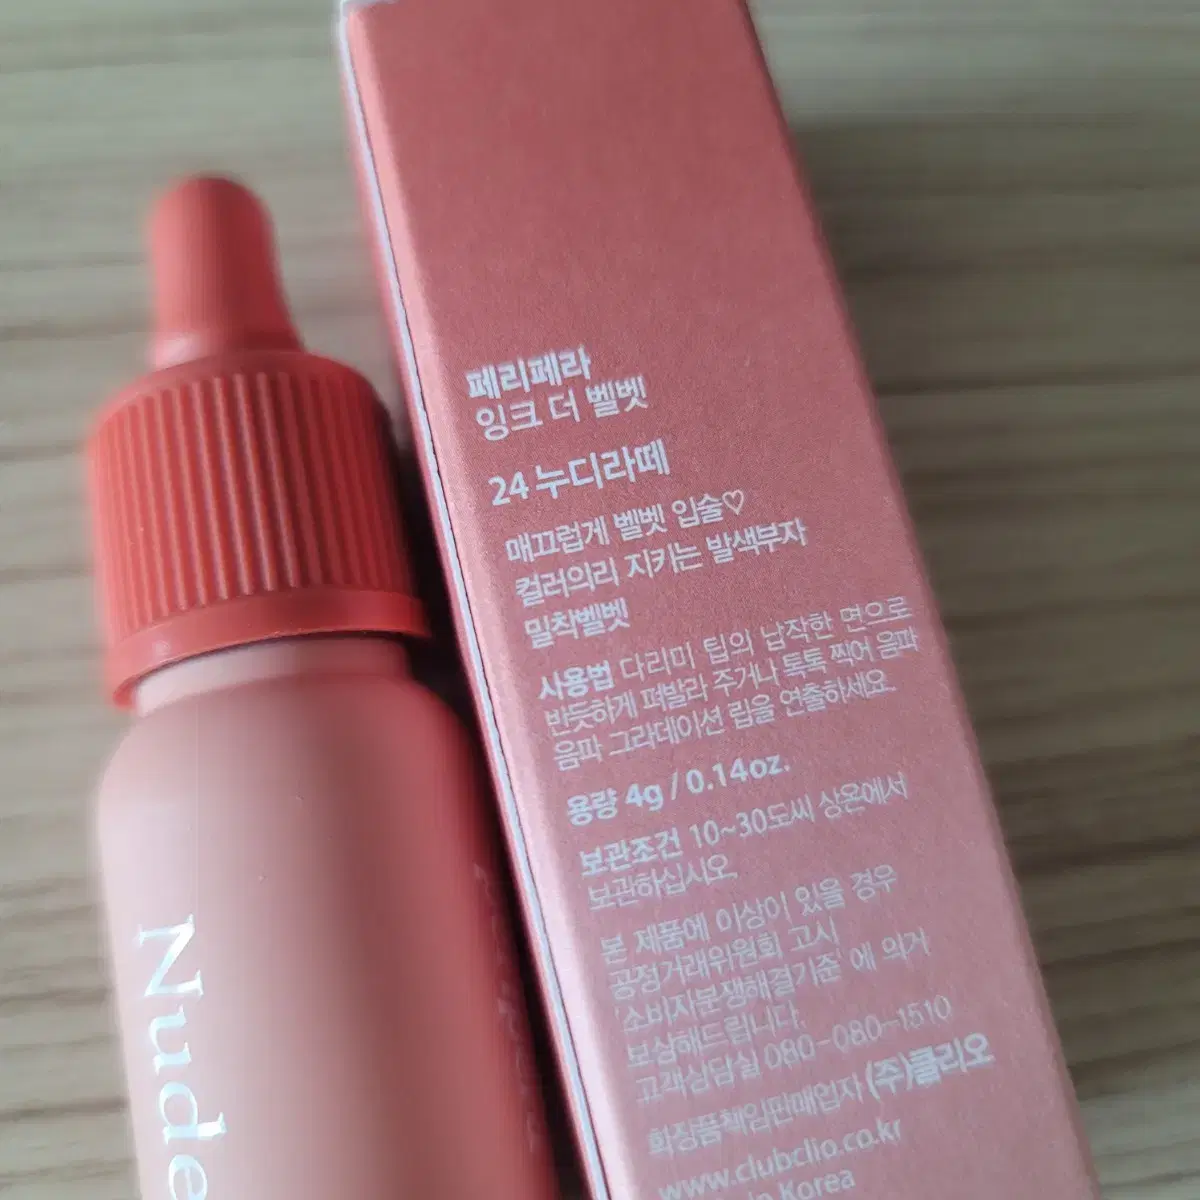 페리페라
잉크 더 벨벳
24 누디라떼
매끄럽게 벨벳 입술♡
컬러의리 지키는 발색부자
밀착벨벳
사용법 다리미 팁의 납작한 면으로
반듯하게 펴발라 주거나 톡톡 찍어 음파
음파 그라데이션 립을 연출하세요.
용량 4g / 0.14oz.
보관조건 10~30도씨 상온에서
보관하십시오.
본 제품에 이상이 있을 경우
공정거래위원회 고시
'소비자분쟁해결기준' 에 의거
보상해드립니다.
고객상담실 080-080-1510
화장품책임판매업자 (주)클리오
www.clubclio.co.kr
in Korea
Nude